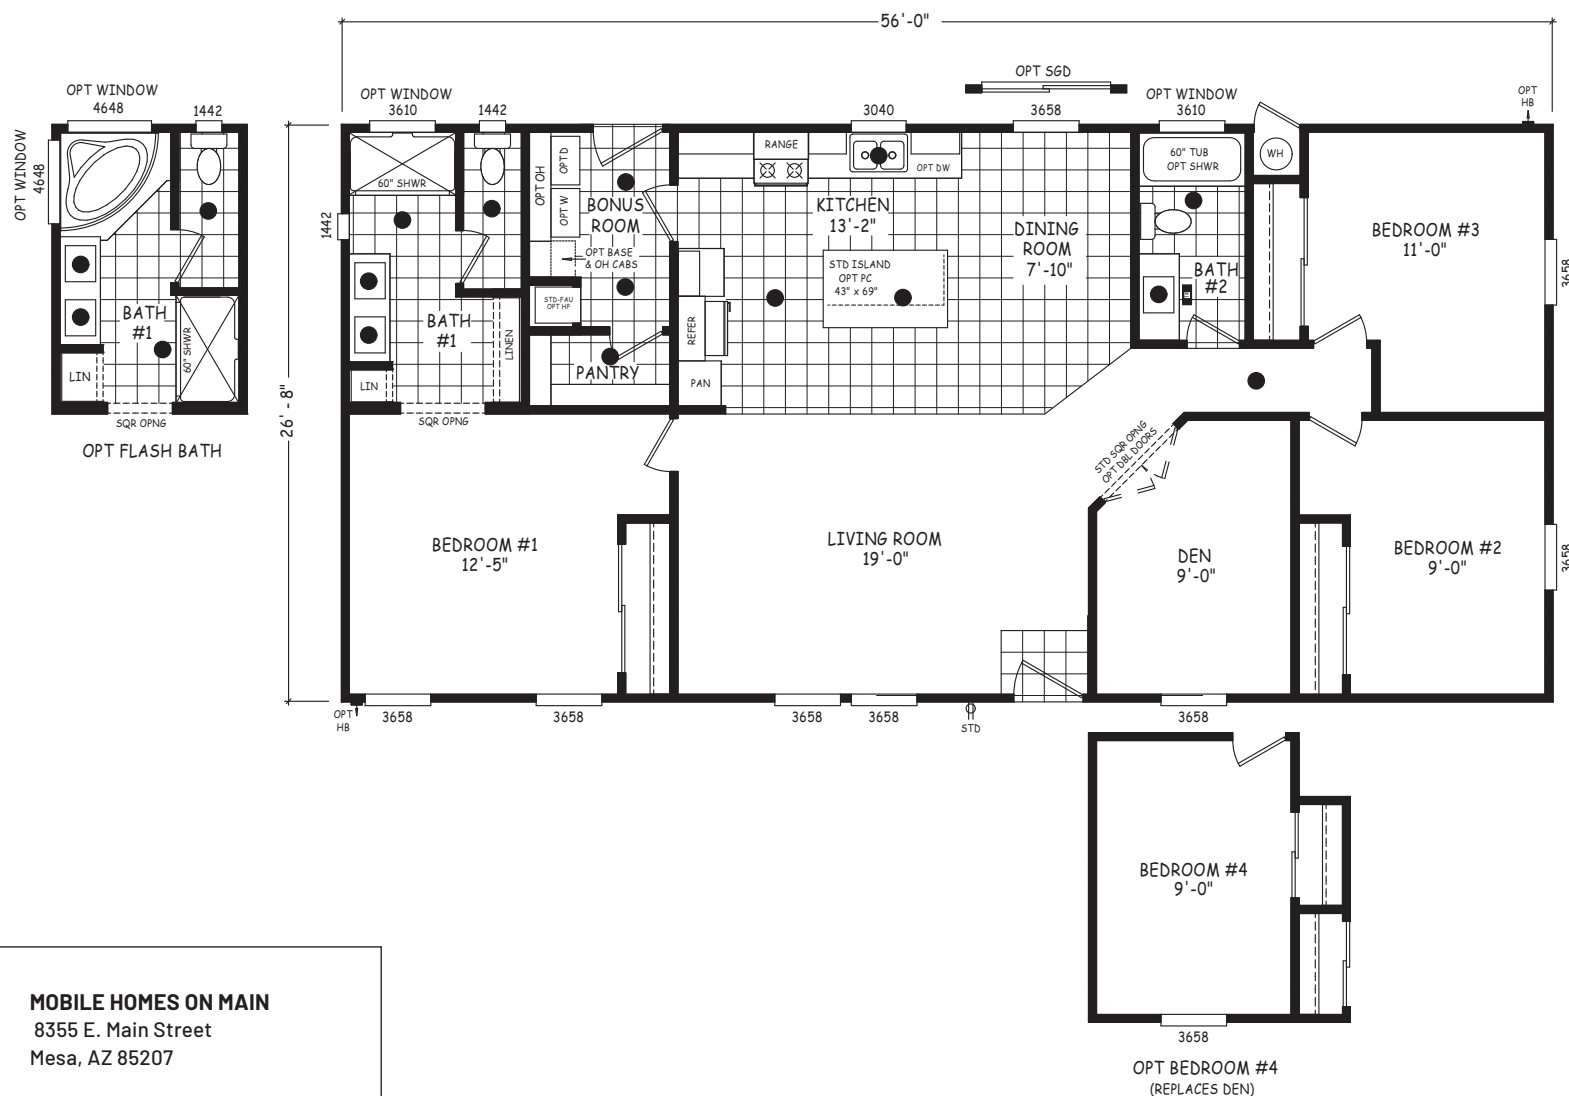 56'-0"
OPT SGD
OPT WINDOW
4648
1442
OPT WINDOW
4648
OPT WINDOW
3610
1442
3040
3658
OPT WINDOW
3610
OPT
HB
60" SHWR
1442
OPT OH
OPT D
OPT W
BONUS
ROOM
OPT BASE
& OH CABS
STD-FAU
OPT HP
RANGE
OPT DW
KITCHEN
13'-2"
STD ISLAND
OPT PC
43" x 69"
DINING
ROOM
7'-10"
60" TUB
OPT SHWR
WH
BATH
#2
BEDROOM #3
11'-0"
3658
BATH
#1
60" SHWR
LIN
SQR OPNG
OPT FLASH BATH
26' - 8"
BATH
#1
LINEN
LIN
SQR OPNG
PANTRY
REFER
PAN
STD SQR OPNG
OPT DBL DOORS
BEDROOM #1
12'-5"
LIVING ROOM
19'-0"
DEN
9'-0"
BEDROOM #2
9'-0"
3658
OPT
HB
3658
3658
3658
3658
STD
3658
BEDROOM #4
9'-0"
3658
OPT BEDROOM #4
(REPLACES DEN)
MOBILE HOMES ON MAIN
8355 E. Main Street
Mesa, AZ 85207